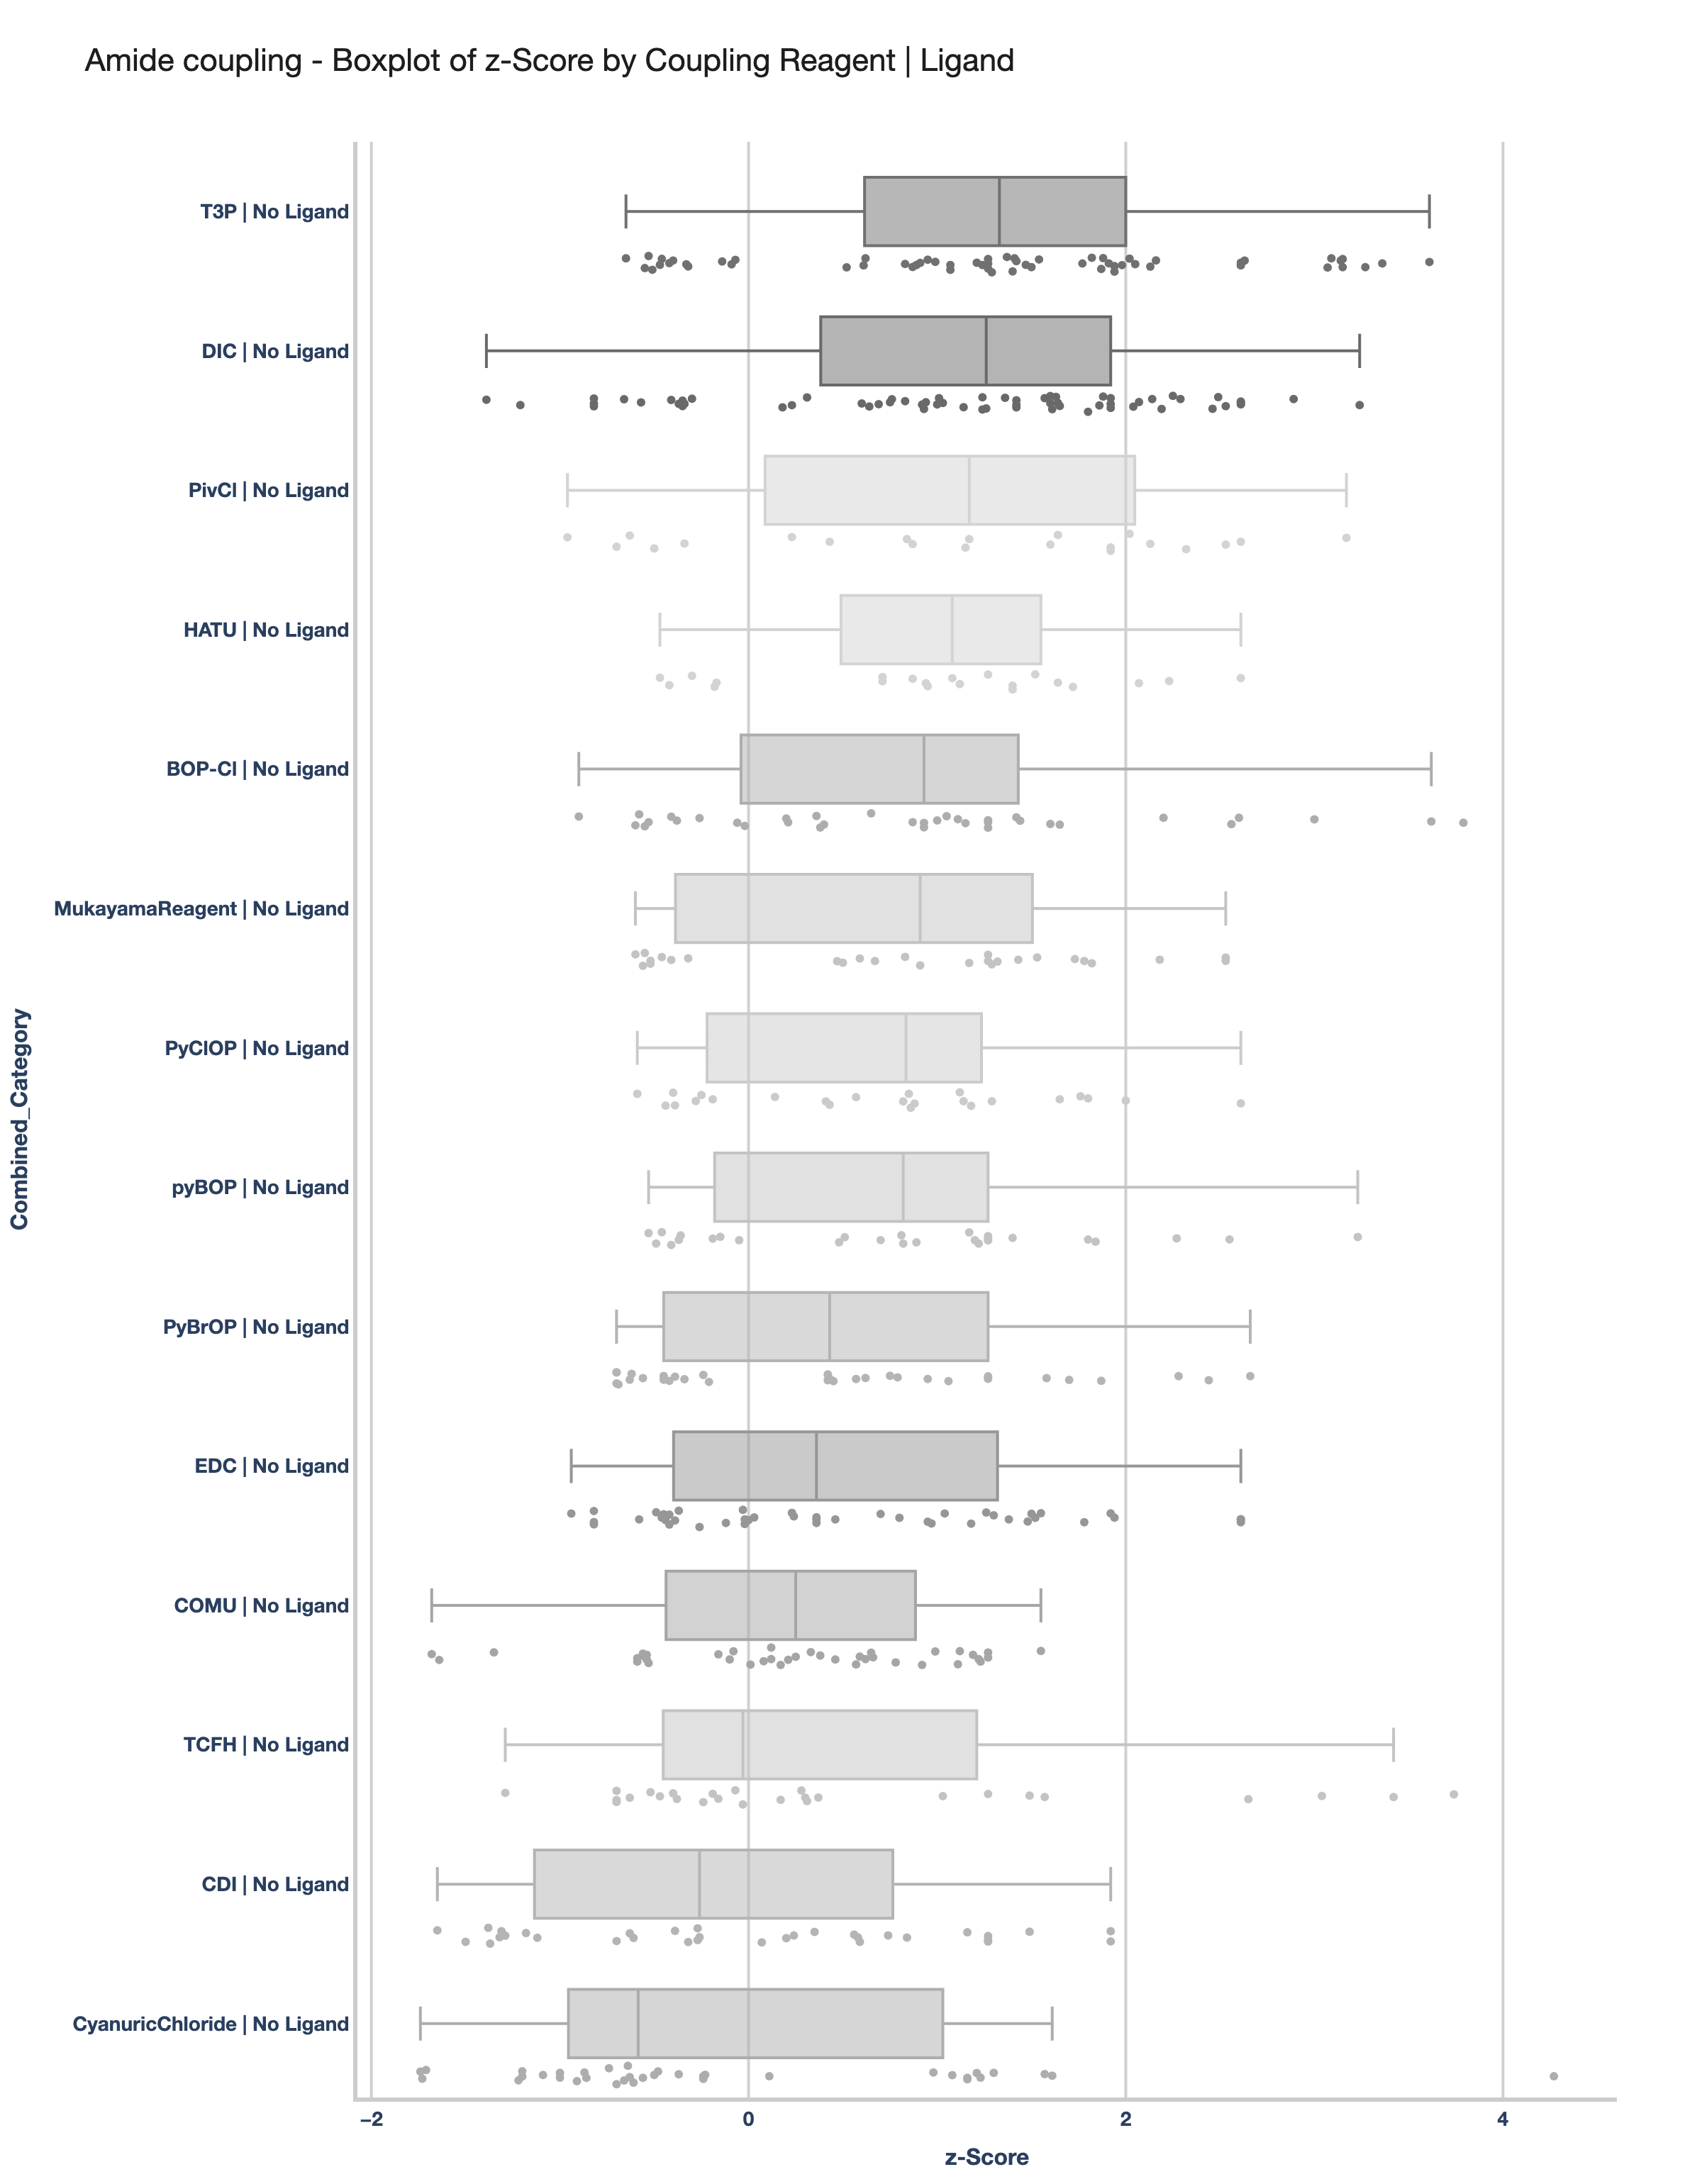 Amide coupling - Boxplot of z-Score by Coupling Reagent | Ligand
T3P | No Ligand
DIC | No Ligand
PivCl | No Ligand
HATU | No Ligand
BOP-Cl | No Ligand
MukayamaReagent | No Ligand
PyClOP | No Ligand
pyBOP | No Ligand
PyBrOP | No Ligand
EDC | No Ligand
COMU | No Ligand
TCFH | No Ligand
CDI | No Ligand
CyanuricChloride | No Ligand
Combined_Category
−2 0 2 4
z-Score